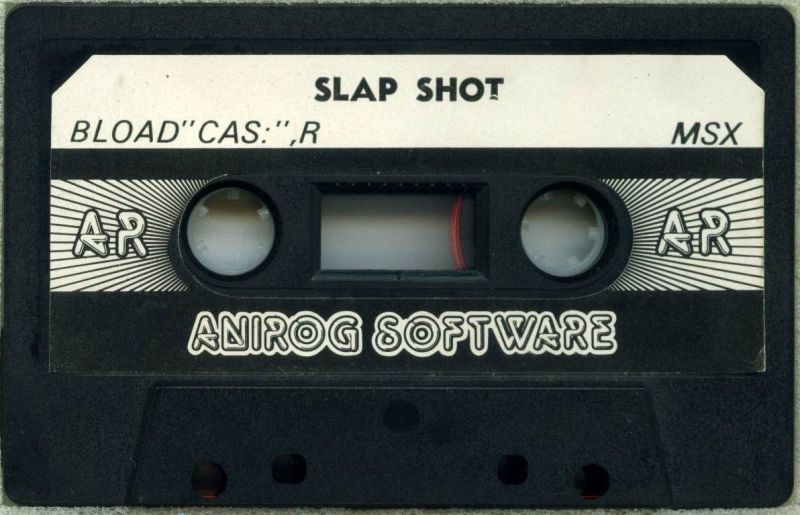 SLAP SHOT
BLOAD"CAS:",R
MSX
AR
AR
ANIROG SOFTWARE